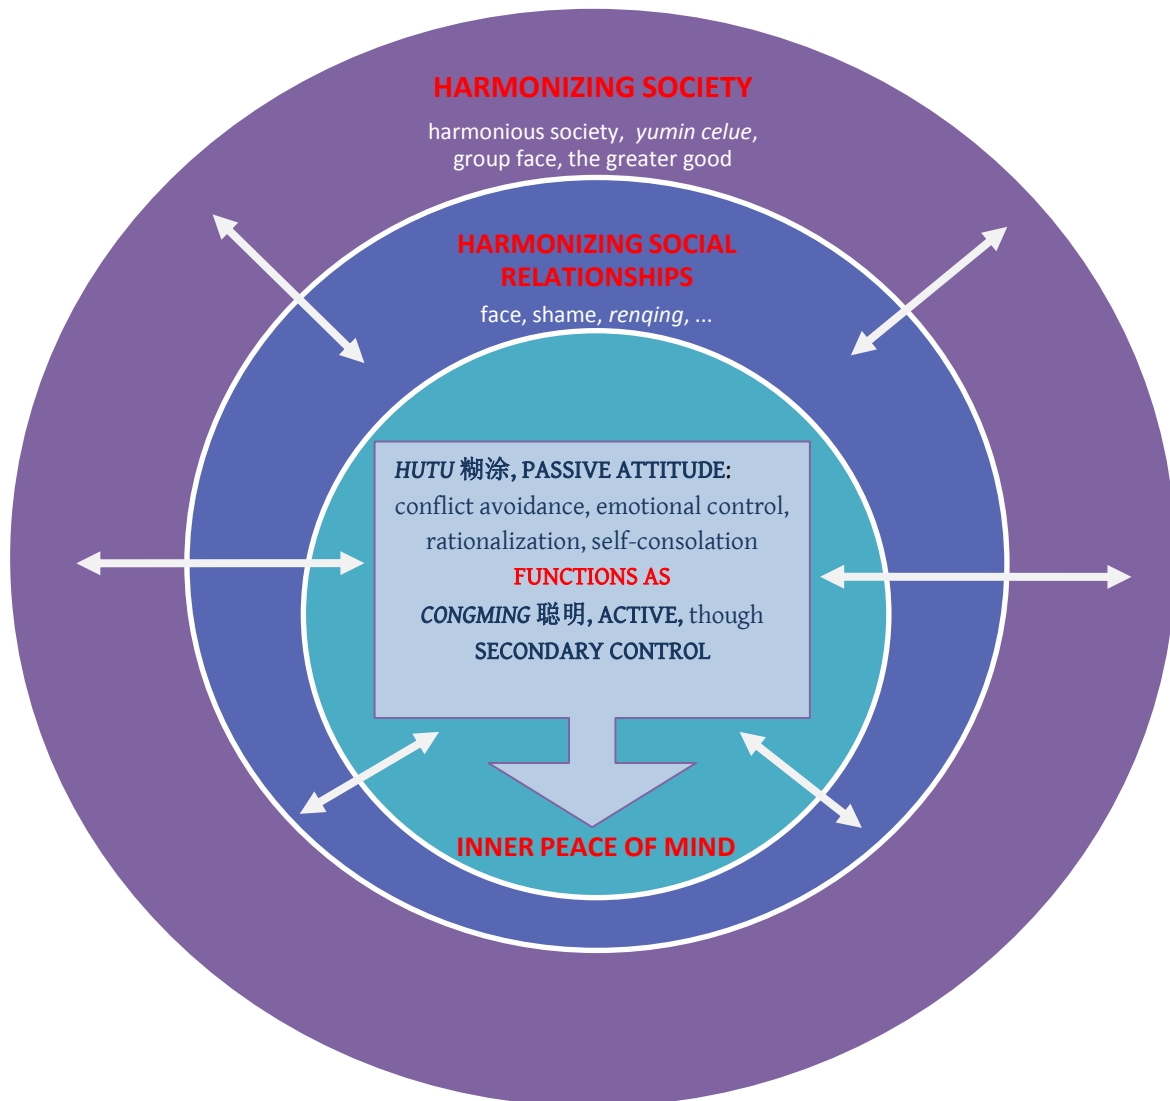 HARMONIZING SOCIETY
harmonious society, yumin celue,
group face, the greater good
HARMONIZING SOCIAL
RELATIONSHIPS
face, shame, renqing, ...
HUTU 糊涂, PASSIVE ATTITUDE:
conflict avoidance, emotional control,
rationalization, self-consolation
FUNCTIONS AS
CONGMING 聪明, ACTIVE, though
SECONDARY CONTROL
INNER PEACE OF MIND